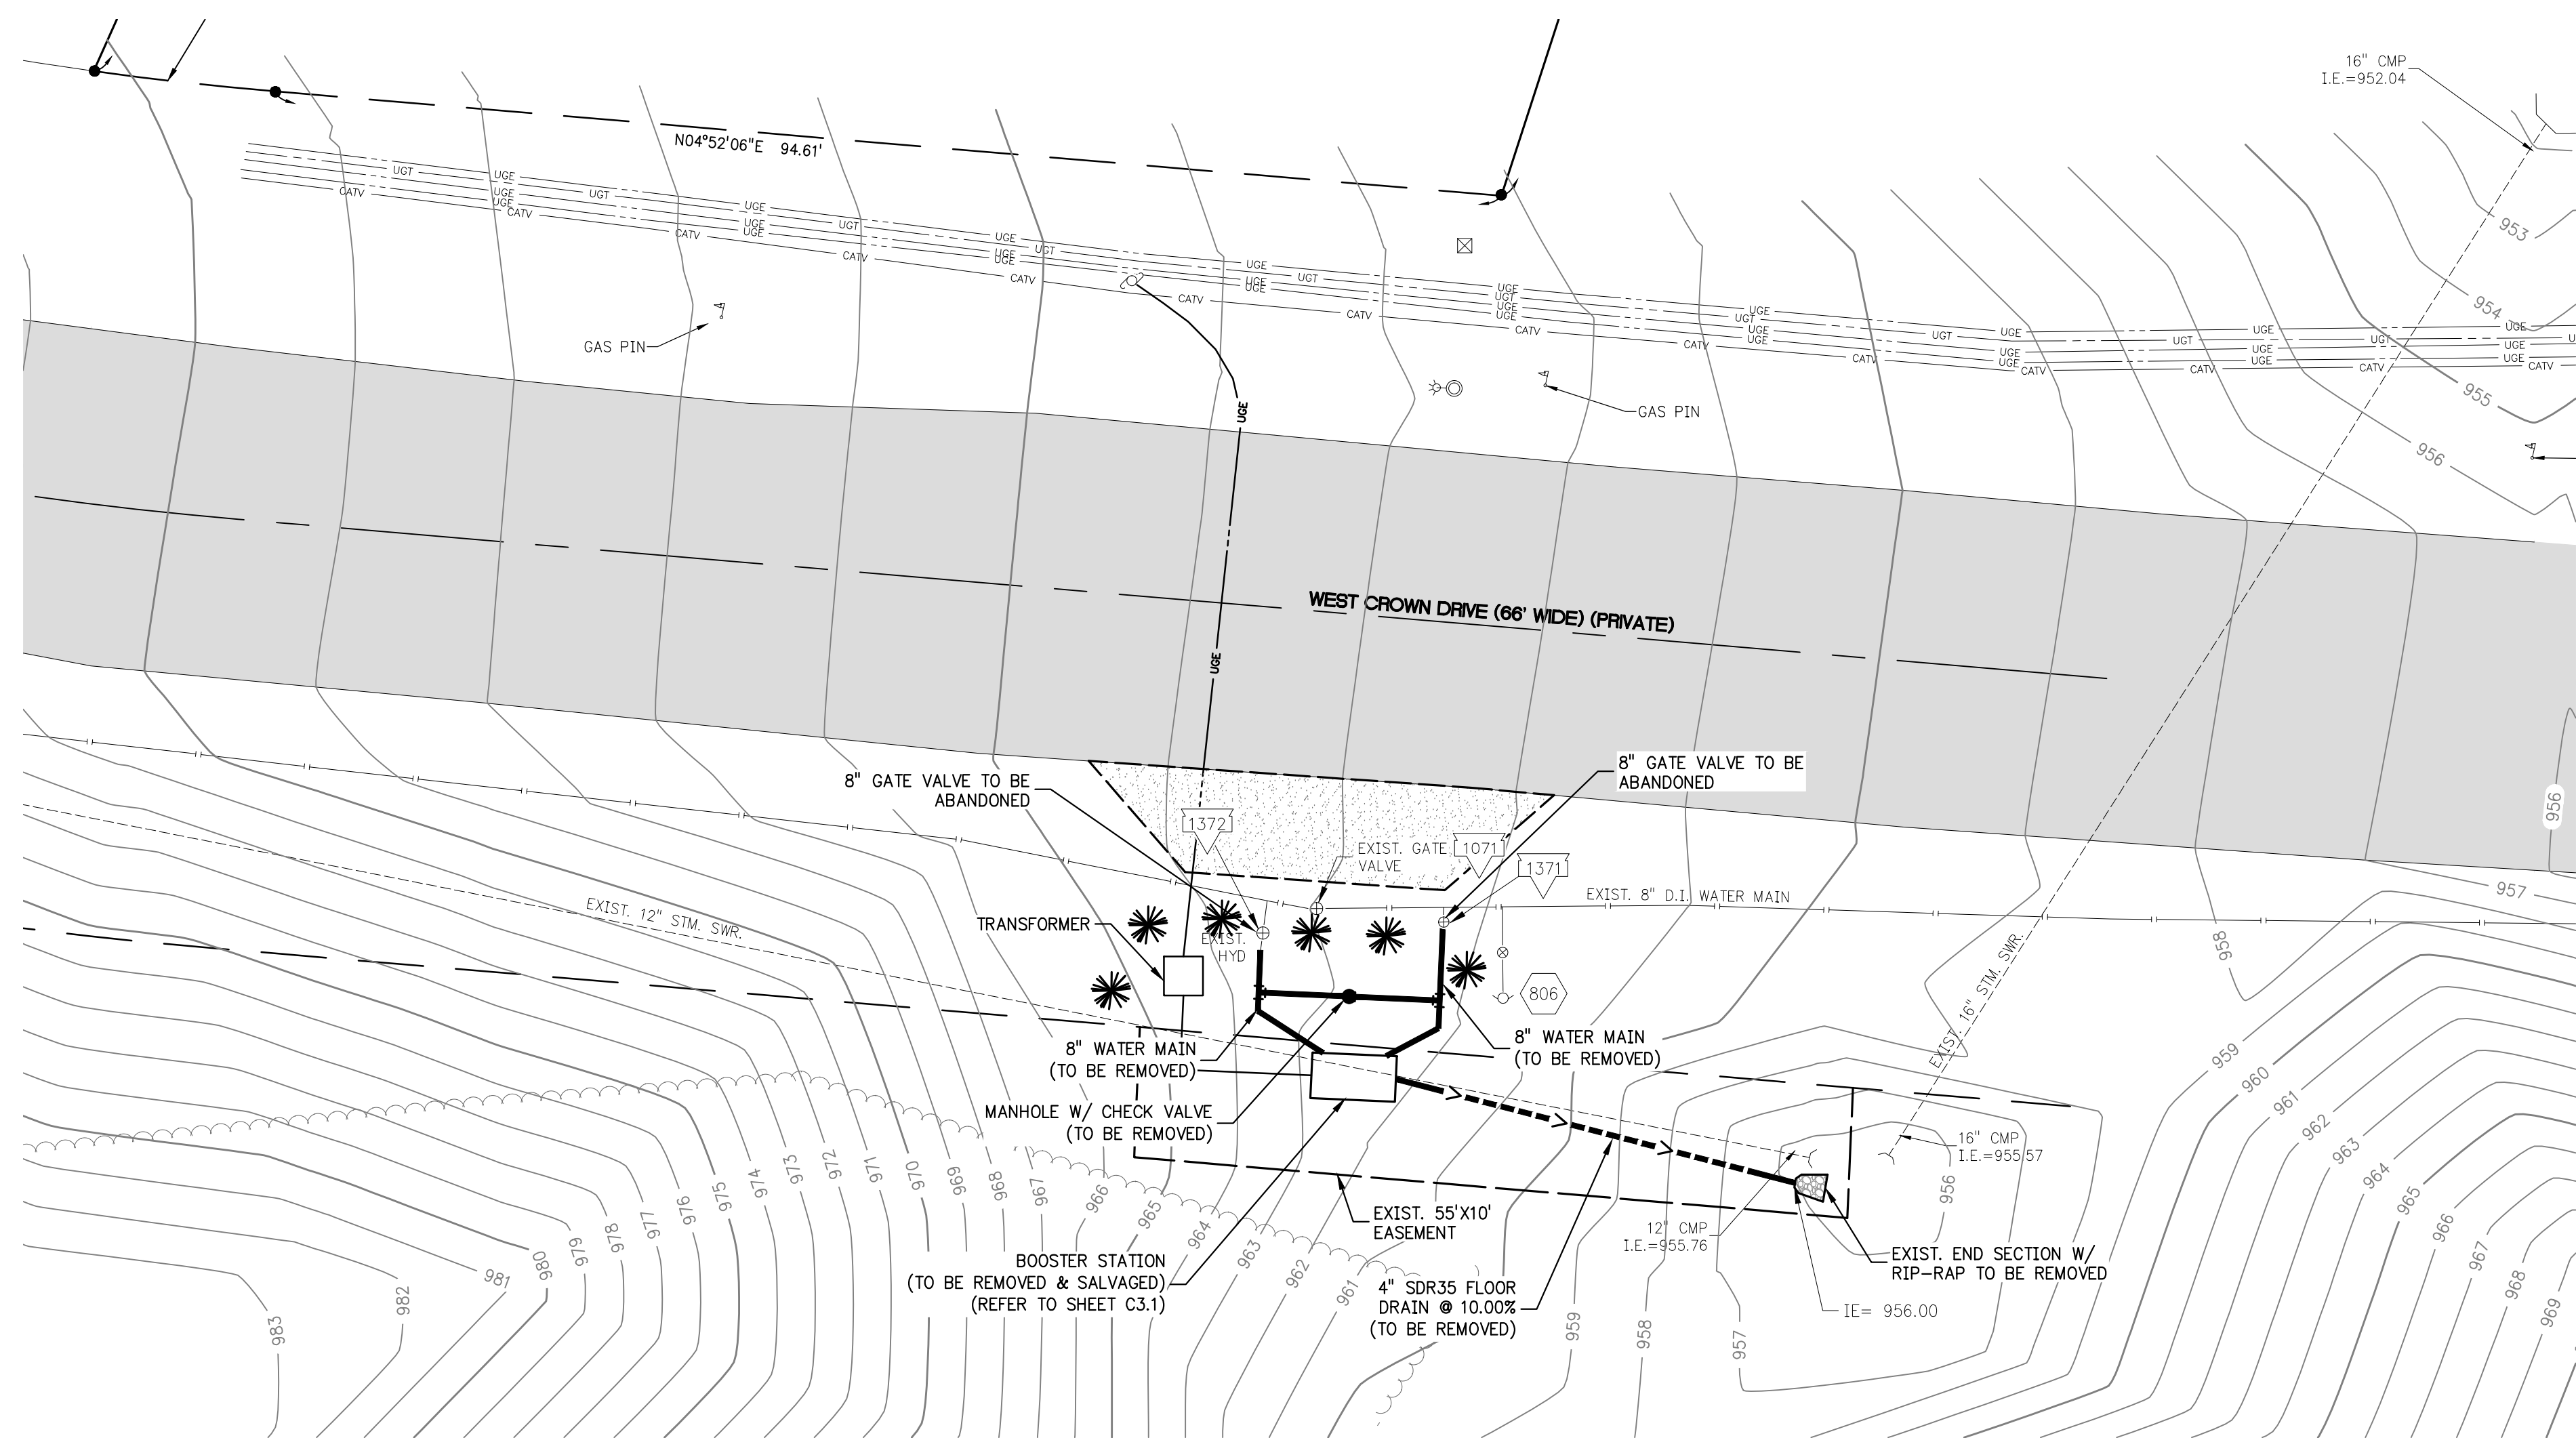 16" CMP
I.E.=952.04
N04°52'06"E 94.61'
UGE
UGT
UGE
UGE
UGT
UGE
CATV
UGE
UGE
CATV
UGE
UGT
UGE
UGE
CATV
CATV
UGE
UGT
UGE
UGE
CATV
UGE
UGT
UGE
UGE
CATV
CATV
UGE
UGT
UGE
UGE
CATV
CATV
UGE
UGT
UGE
UGT
UGE
UGE
CATV
CATV
UGE
UGT
UGE
CATV
CATV
UGT
UGE
UGE
UGE
CATV
953
954
955
956
GAS PIN
GAS PIN
UGE
UGE
WEST CROWN DRIVE (66' WIDE) (PRIVATE)
8" GATE VALVE TO BE
ABANDONED
8" GATE VALVE TO BE
ABANDONED
956
1372
EXIST. GATE
VALVE
1071
1371
EXIST. 8" D.I. WATER MAIN
957
EXIST. 12" STM. SWR.
TRANSFORMER
EXIST.
HYD
958
806
EXIST. 16" STM. SWR.
8" WATER MAIN
(TO BE REMOVED)
8" WATER MAIN
(TO BE REMOVED)
MANHOLE W/ CHECK VALVE
(TO BE REMOVED)
16" CMP
I.E.=955.57
956
EXIST. 55'X10'
EASEMENT
12" CMP
I.E.=955.76
EXIST. END SECTION W/
RIP-RAP TO BE REMOVED
BOOSTER STATION
(TO BE REMOVED & SALVAGED)
(REFER TO SHEET C3.1)
4" SDR35 FLOOR
DRAIN @ 10.00%
(TO BE REMOVED)
IE= 956.00
983
982
981
980
979
978
977
976
975
974
973
972
971
970
969
968
967
966
965
964
963
962
961
959
958
957
959
960
961
962
963
964
965
966
967
968
969